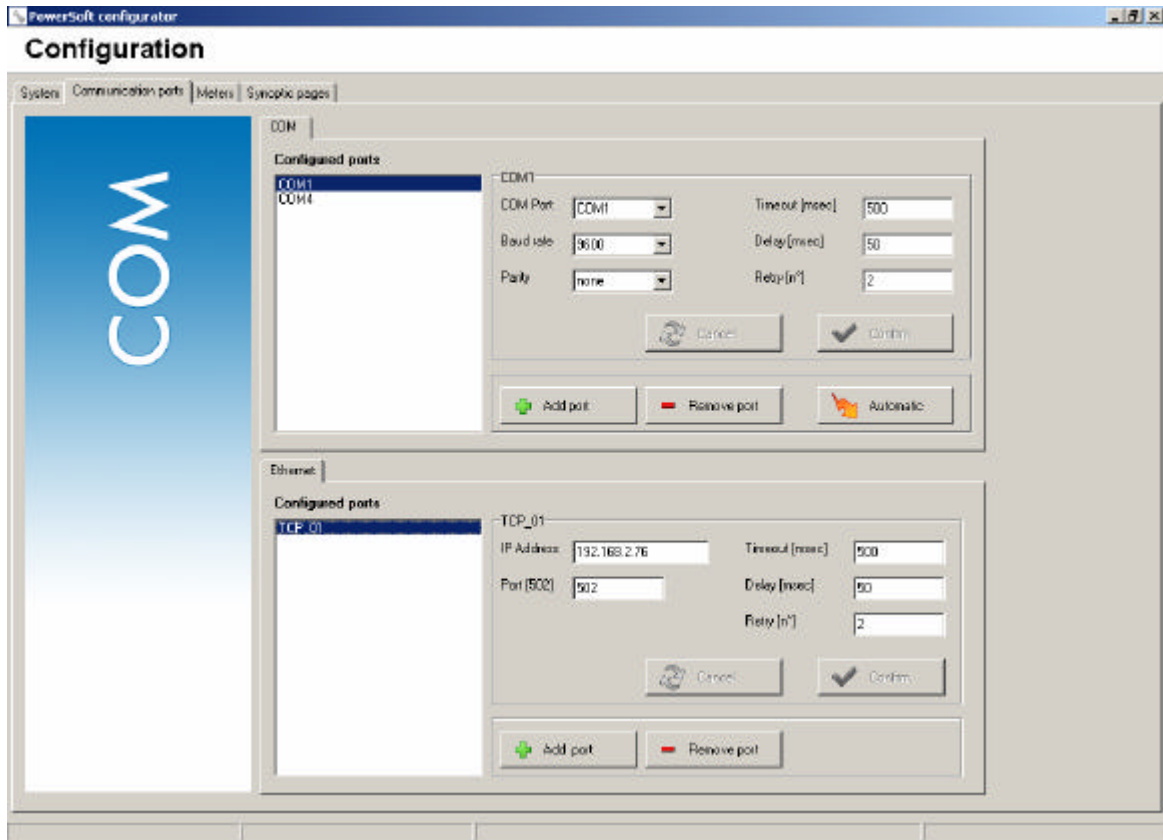 PowerSoft configurator
Configuration
System Communication ports Meters Synoptic pages
COM
COM
Configured ports
COM1
COM4
COM1
COM Port COM1 Timeout [msec] 500
Baud rate 9600 Delay [msec] 50
Parity none Retry [n°] 2
Cancel Confirm
Add port Remove port Automatic
Ethernet
Configured ports
TCP_01
TCP_01
IP Address 192.168.2.76 Timeout [msec] 500
Port (502) 502 Delay [msec] 50
Retry [n°] 2
Cancel Confirm
Add port Remove port